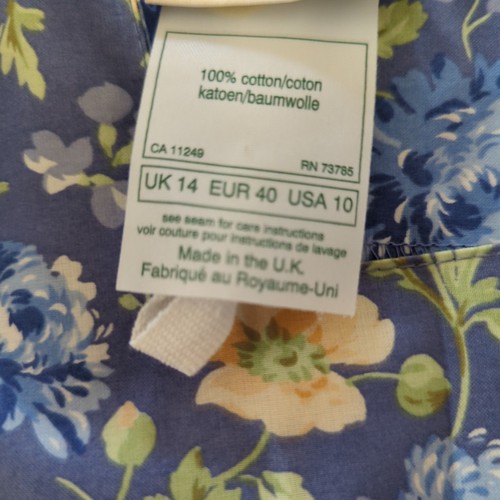 100% cotton/coton
katoen/baumwolle
CA 11249 RN 73785
UK 14 EUR 40 USA 10
see seam for care instructions
voir couture pour instructions de lavage
Made in the U.K.
Fabriqué au Royaume-Uni